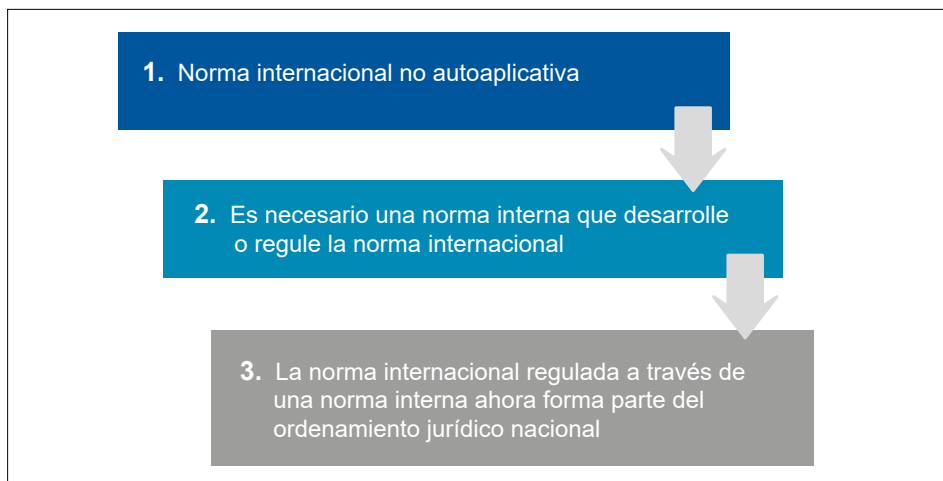 1. Norma internacional no autoaplicativa
2. Es necesario una norma interna que desarrolle
o regule la norma internacional
3. La norma internacional regulada a través de
una norma interna ahora forma parte del
ordenamiento jurídico nacional